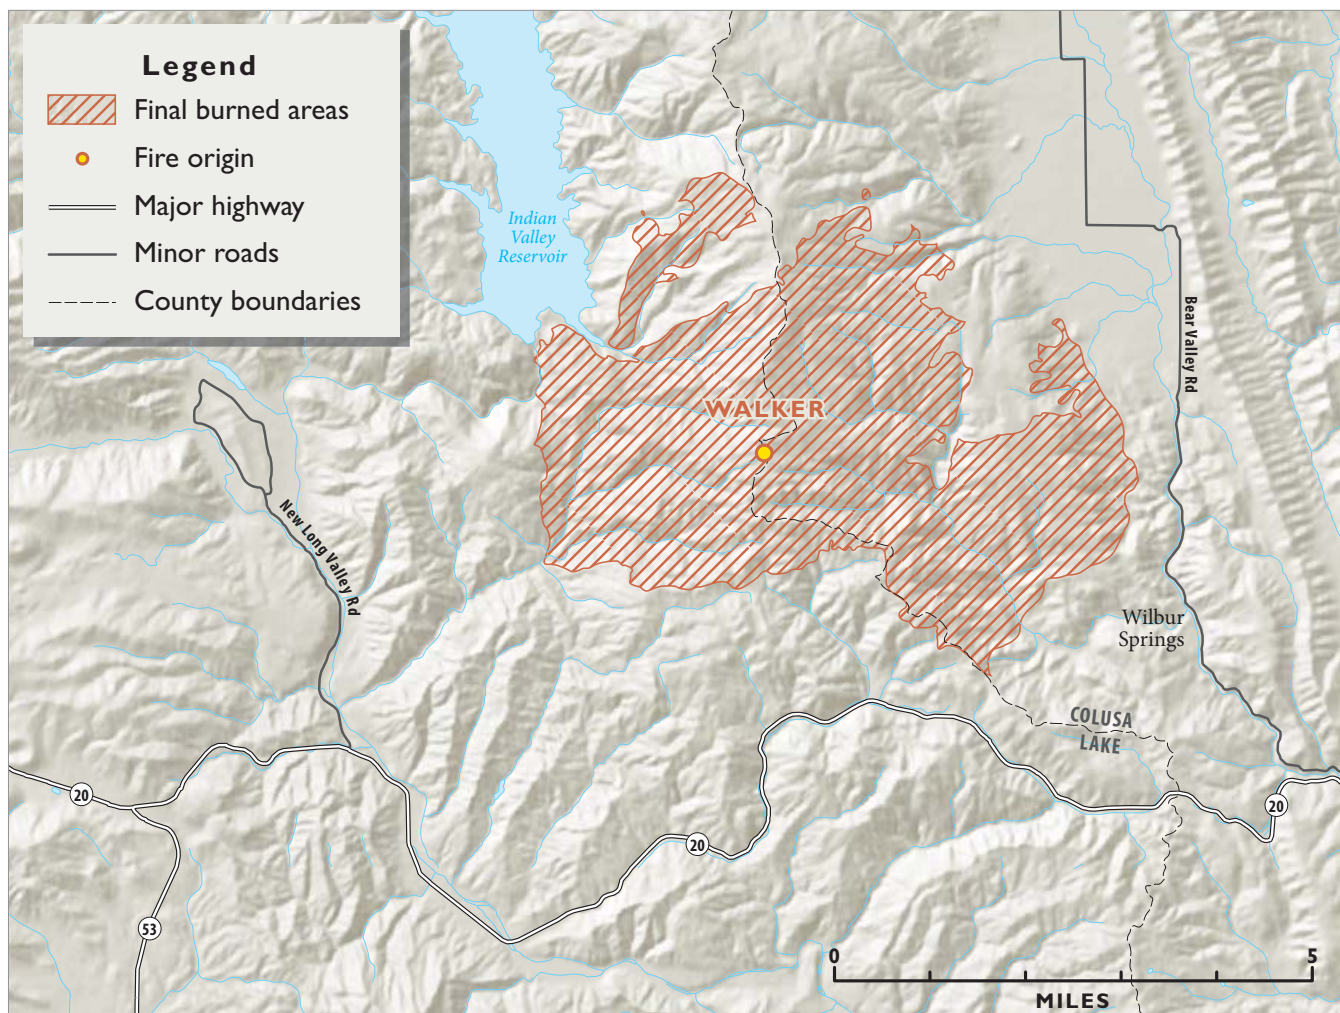 Legend
Final burned areas
Fire origin
Major highway
Minor roads
County boundaries
Indian
Valley
Reservoir
Bear Valley Rd
WALKER
New Long Valley Rd
Wilbur
Springs
COLUSA
LAKE
20
20
20
53
0 5
MILES